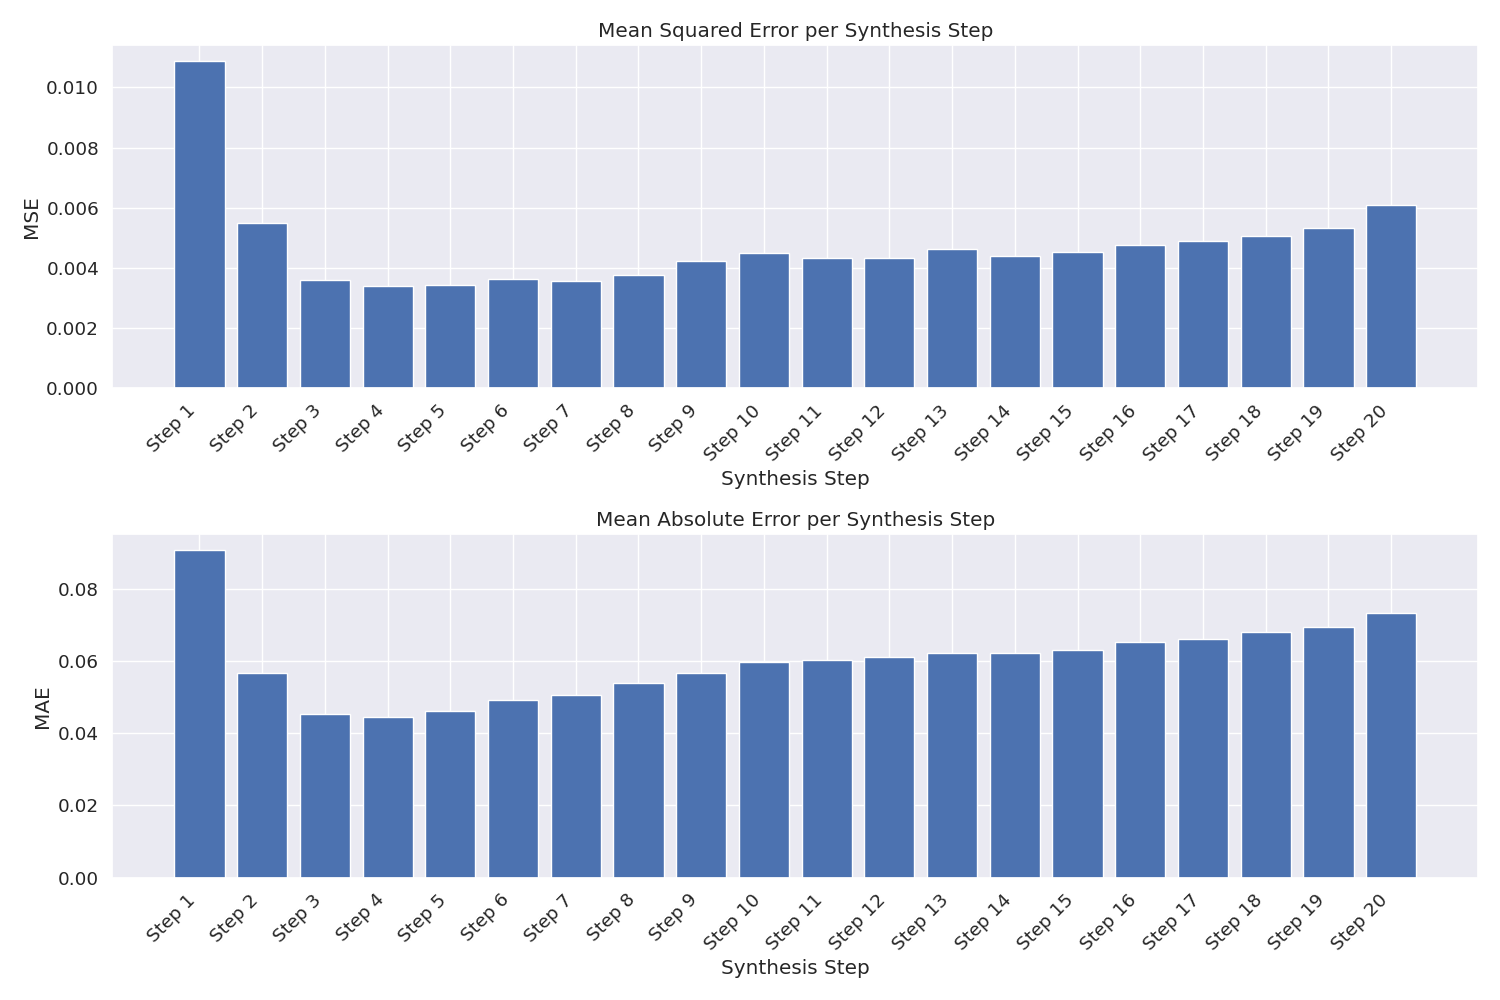 Mean Squared Error per Synthesis Step
MSE
0.010
0.008
0.006
0.004
0.002
0.000
Step 1
Step 2
Step 3
Step 4
Step 5
Step 6
Step 7
Step 8
Step 9
Step 10
Step 11
Step 12
Step 13
Step 14
Step 15
Step 16
Step 17
Step 18
Step 19
Step 20
Synthesis Step
Mean Absolute Error per Synthesis Step
MAE
0.08
0.06
0.04
0.02
0.00
Step 1
Step 2
Step 3
Step 4
Step 5
Step 6
Step 7
Step 8
Step 9
Step 10
Step 11
Step 12
Step 13
Step 14
Step 15
Step 16
Step 17
Step 18
Step 19
Step 20
Synthesis Step